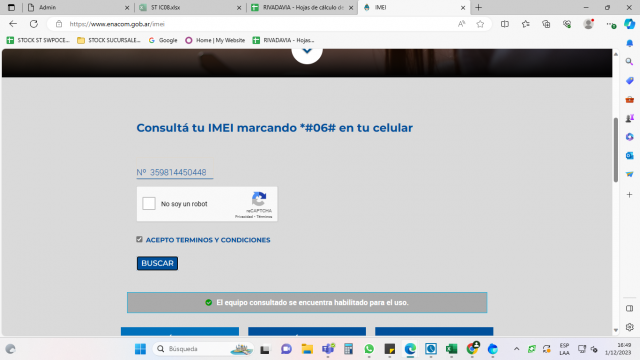 Admin
ST IC08.xlsx
RIVADAVIA - Hojas de cálculo de
IMEI
https://www.enacom.gob.ar/imei
STOCK ST SWPOCE...
STOCK SUCURSALE...
Google
Home | My Website
RIVADAVIA - Hojas...
Consultá tu IMEI marcando *#06# en tu celular
Nº 359814450448
No soy un robot
reCAPTCHA
Privacidad - Términos
ACEPTO TERMINOS Y CONDICIONES
BUSCAR
El equipo consultado se encuentra habilitado para el uso.
Búsqueda
ESP
LAA
16:49
1/12/2023